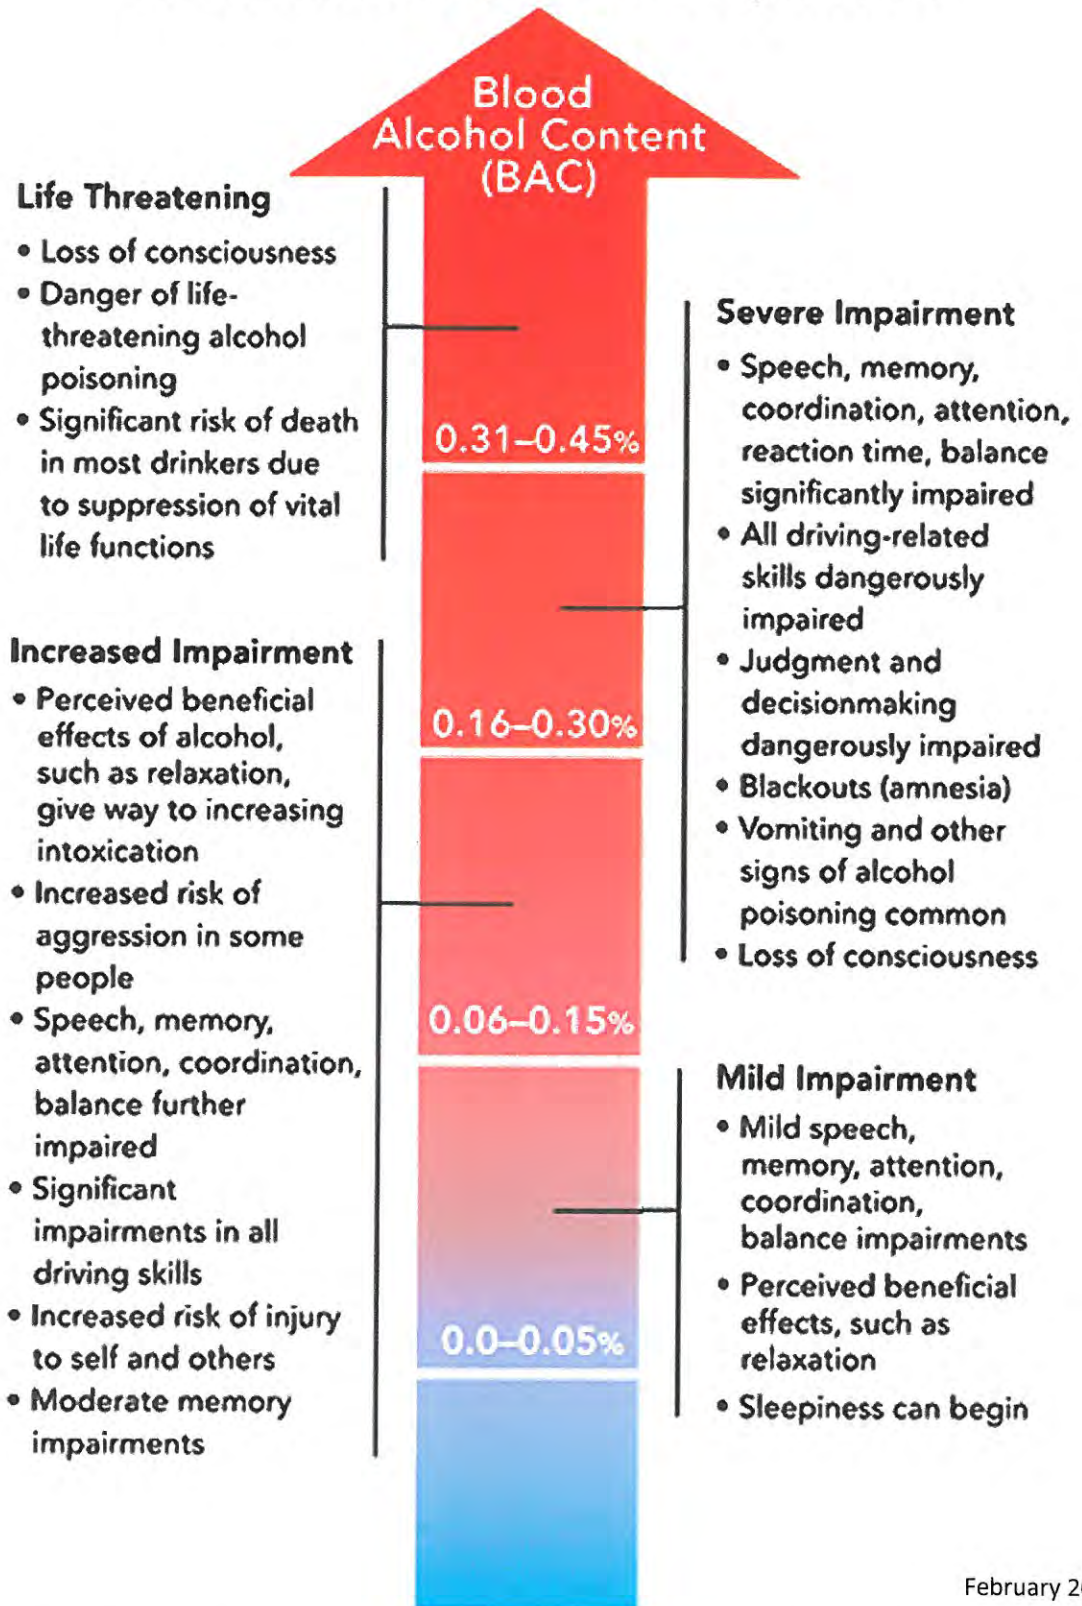 Blood
Alcohol Content
(BAC)
Life Threatening
• Loss of consciousness
• Danger of life-
threatening alcohol
poisoning
• Significant risk of death
in most drinkers due
to suppression of vital
life functions
0.31–0.45%
Severe Impairment
• Speech, memory,
coordination, attention,
reaction time, balance
significantly impaired
• All driving-related
skills dangerously
impaired
• Judgment and
decisionmaking
dangerously impaired
• Blackouts (amnesia)
• Vomiting and other
signs of alcohol
poisoning common
• Loss of consciousness
0.16–0.30%
Increased Impairment
• Perceived beneficial
effects of alcohol,
such as relaxation,
give way to increasing
intoxication
• Increased risk of
aggression in some
people
• Speech, memory,
attention, coordination,
balance further
impaired
• Significant
impairments in all
driving skills
• Increased risk of injury
to self and others
• Moderate memory
impairments
0.06–0.15%
Mild Impairment
• Mild speech,
memory, attention,
coordination,
balance impairments
• Perceived beneficial
effects, such as
relaxation
• Sleepiness can begin
0.0–0.05%
February